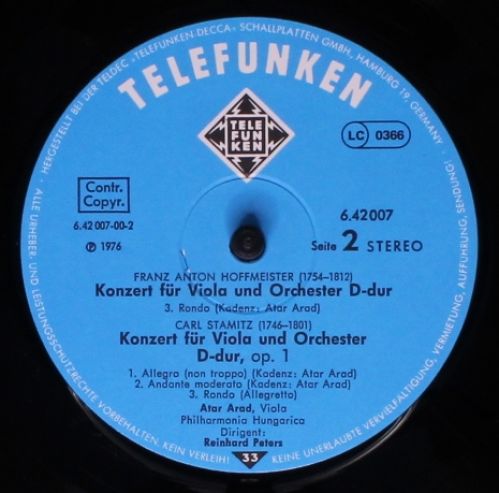 HERGESTELLT BEI DER TELDEC »TELEFUNKEN-DECCA« SCHALLPLATTEN GMBH, HAMBURG 19, GERMANY ·
TELEFUNKEN
TELE
FUN
KEN
LC 0366
Contr.
Copyr.
6.42 007-00-2
℗ 1976
6.42 007
Seite 2 STEREO
FRANZ ANTON HOFFMEISTER (1754–1812)
Konzert für Viola und Orchester D-dur
3. Rondo (Kadenz: Atar Arad)
CARL STAMITZ (1746–1801)
Konzert für Viola und Orchester
D-dur, op. 1
1. Allegro (non troppo) (Kadenz: Atar Arad)
2. Andante moderato (Kadenz: Atar Arad)
3. Rondo (Allegretto)
Atar Arad, Viola
Philharmonia Hungarica
Dirigent:
Reinhard Peters
33
· ALLE URHEBER- UND LEISTUNGSSCHUTZRECHTE VORBEHALTEN. KEIN VERLEIH! KEINE UNERLAUBTE VERVIELFÄLTIGUNG, VERMIETUNG, AUFFÜHRUNG, SENDUNG!